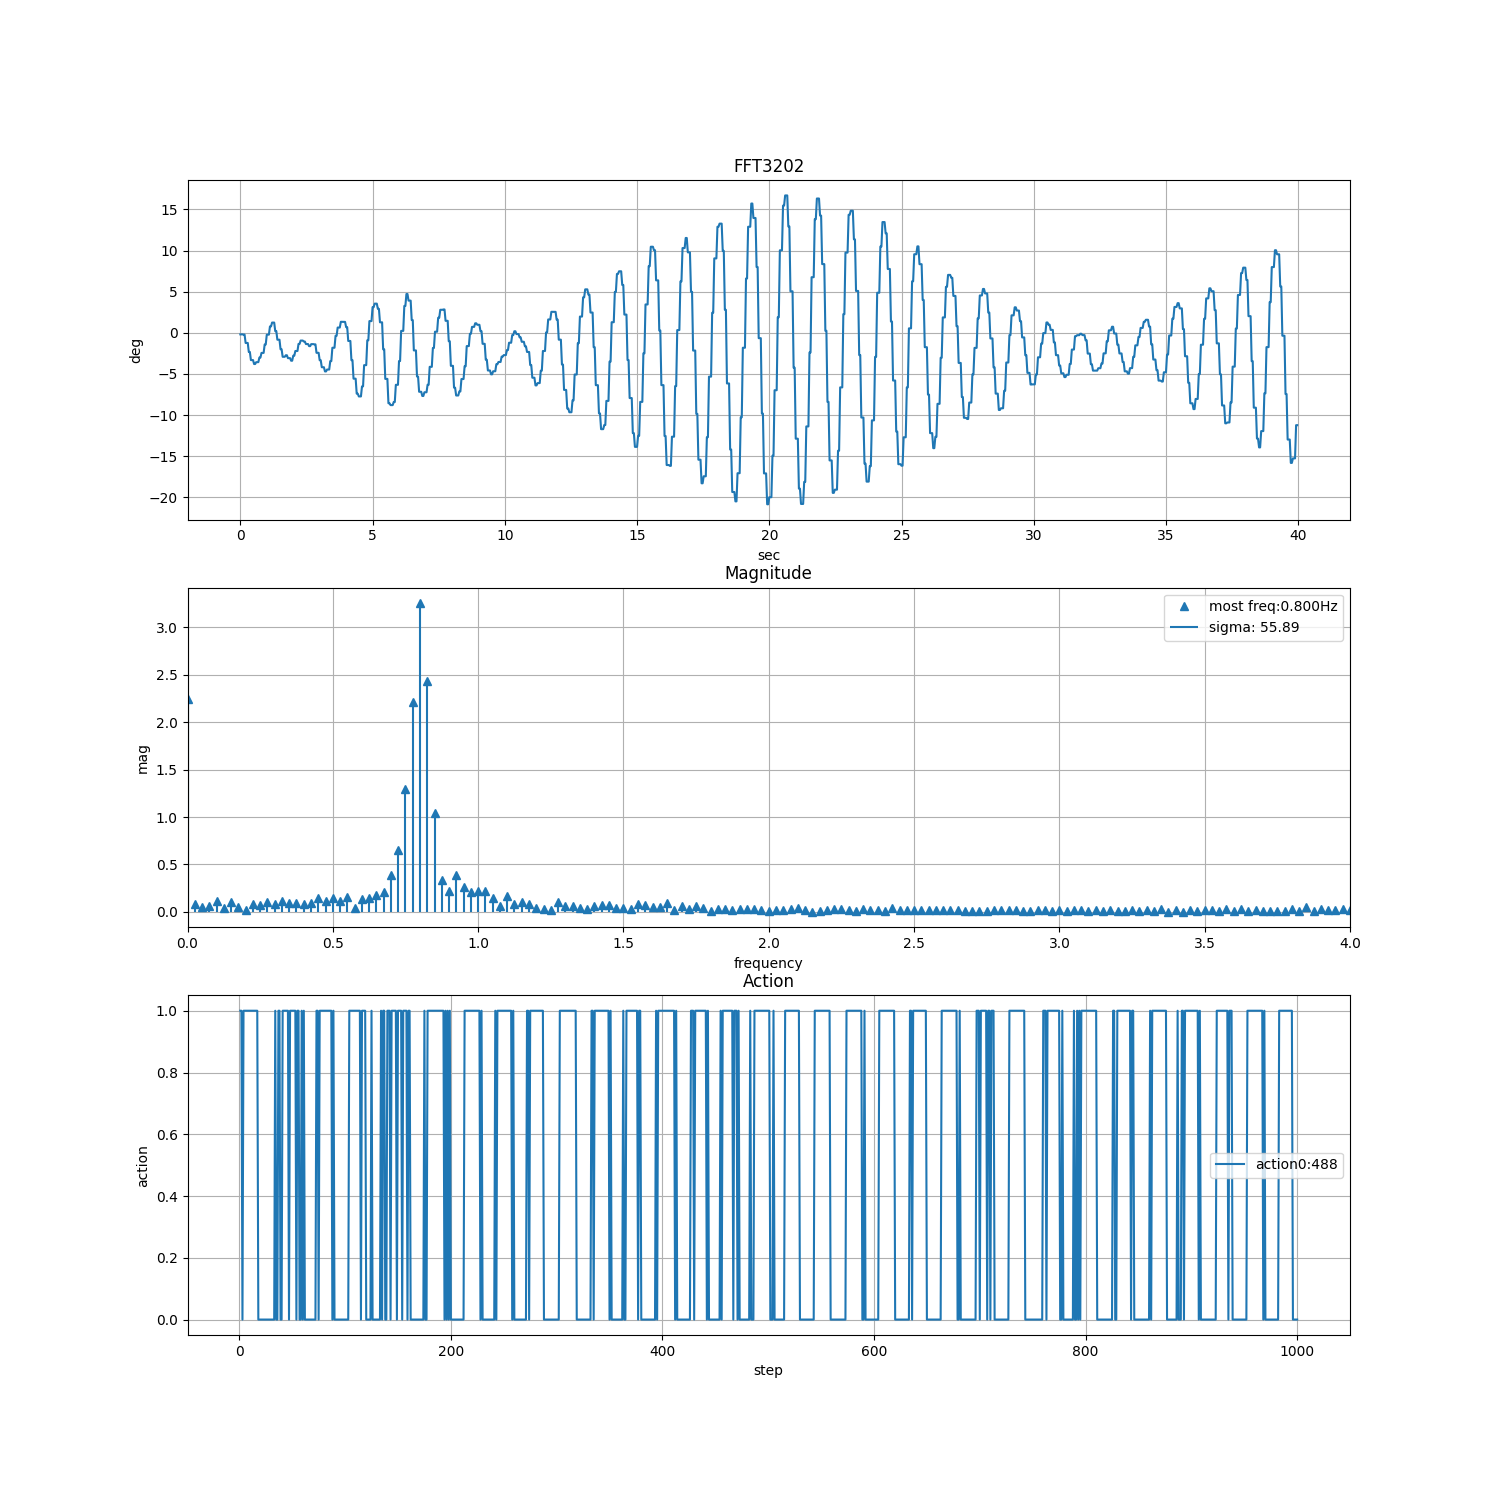 FFT3202
15
10
5
0
−5
−10
−15
−20
deg
0 5 10 15 20 25 30 35 40
sec
Magnitude
most freq:0.800Hz
sigma: 55.89
3.0
2.5
2.0
1.5
1.0
0.5
0.0
mag
0.0 0.5 1.0 1.5 2.0 2.5 3.0 3.5 4.0
frequency
Action
1.0
0.8
0.6
0.4
0.2
0.0
action
action0:488
0 200 400 600 800 1000
step